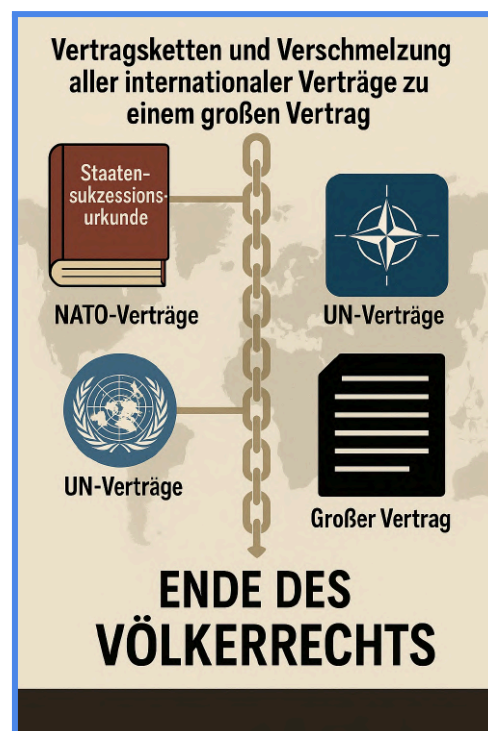 Vertragsketten und Verschmelzung
aller internationaler Verträge zu
einem großen Vertrag
Staaten-
sukzessions-
urkunde
NATO-Verträge
UN-Verträge
UN-Verträge
Großer Vertrag
ENDE DES
VÖLKERRECHTS